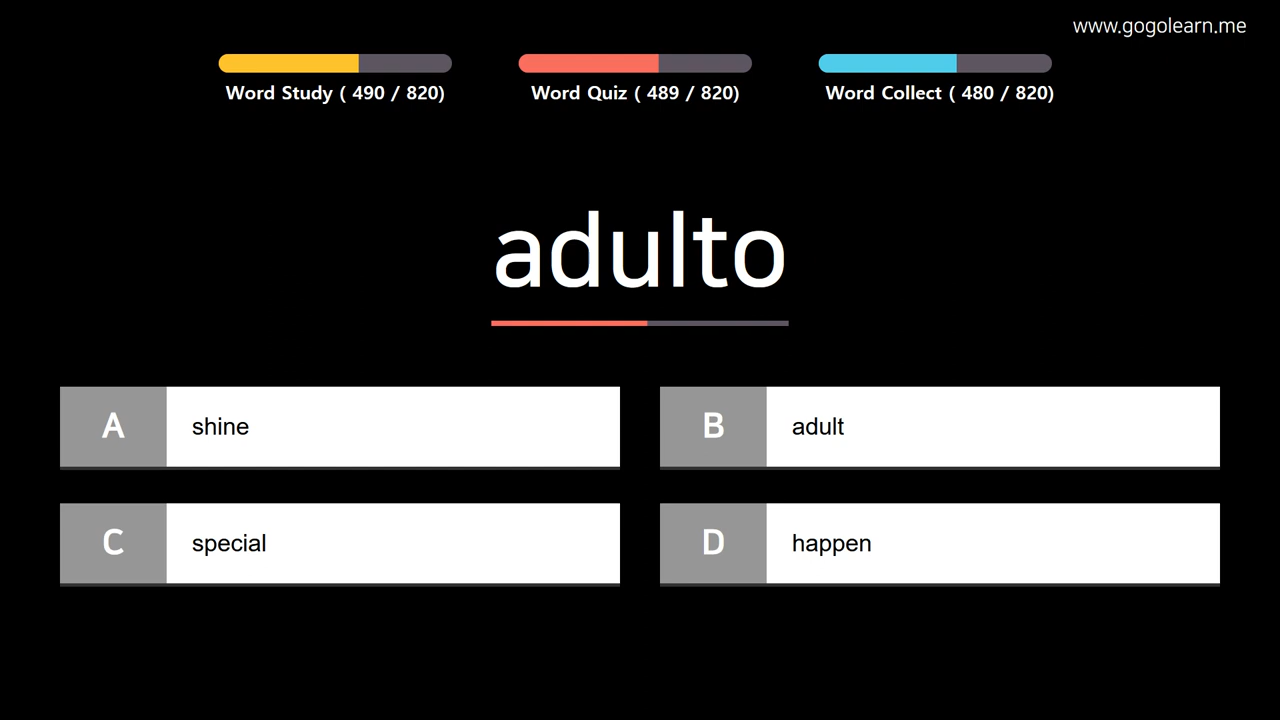 www.gogolearn.me
Word Study ( 490 / 820)
Word Quiz ( 489 / 820)
Word Collect ( 480 / 820)
adulto
A shine
B adult
C special
D happen